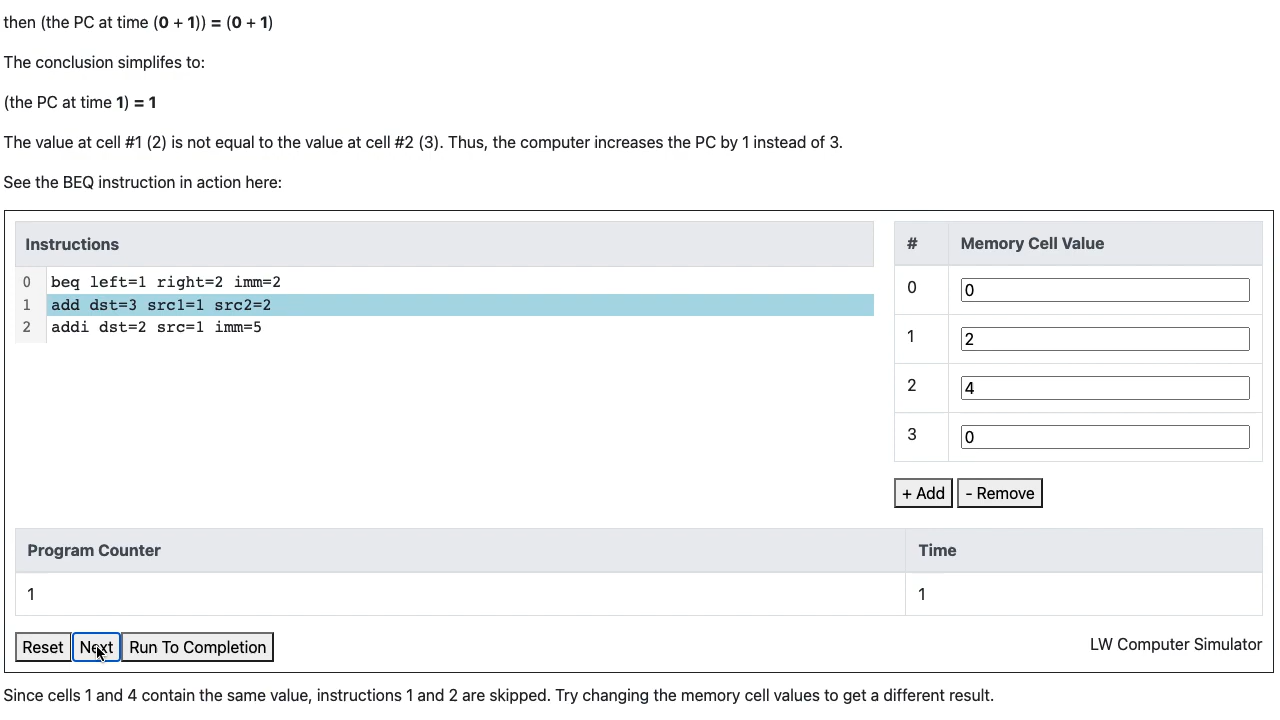 then (the PC at time (0 + 1)) = (0 + 1)
The conclusion simplifes to:
(the PC at time 1) = 1
The value at cell #1 (2) is not equal to the value at cell #2 (3). Thus, the computer increases the PC by 1 instead of 3.
See the BEQ instruction in action here:
Instructions
0 beq left=1 right=2 imm=2
1 add dst=3 src1=1 src2=2
2 addi dst=2 src=1 imm=5
# Memory Cell Value
0 0
1 2
2 4
3 0
+ Add - Remove
Program Counter Time
1 1
Reset Next Run To Completion LW Computer Simulator
Since cells 1 and 4 contain the same value, instructions 1 and 2 are skipped. Try changing the memory cell values to get a different result.